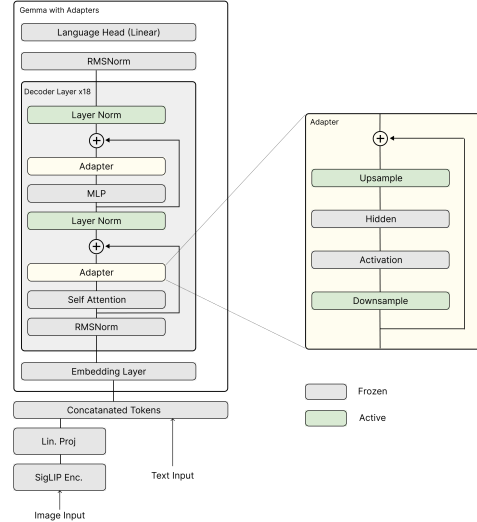 Gemma with Adapters
Language Head (Linear)
RMSNorm
Decoder Layer x18
Layer Norm
Adapter
MLP
Layer Norm
Adapter
Self Attention
RMSNorm
Embedding Layer
Concatanated Tokens
Lin. Proj
SigLIP Enc.
Text Input
Image Input
Adapter
Upsample
Hidden
Activation
Downsample
Frozen
Active